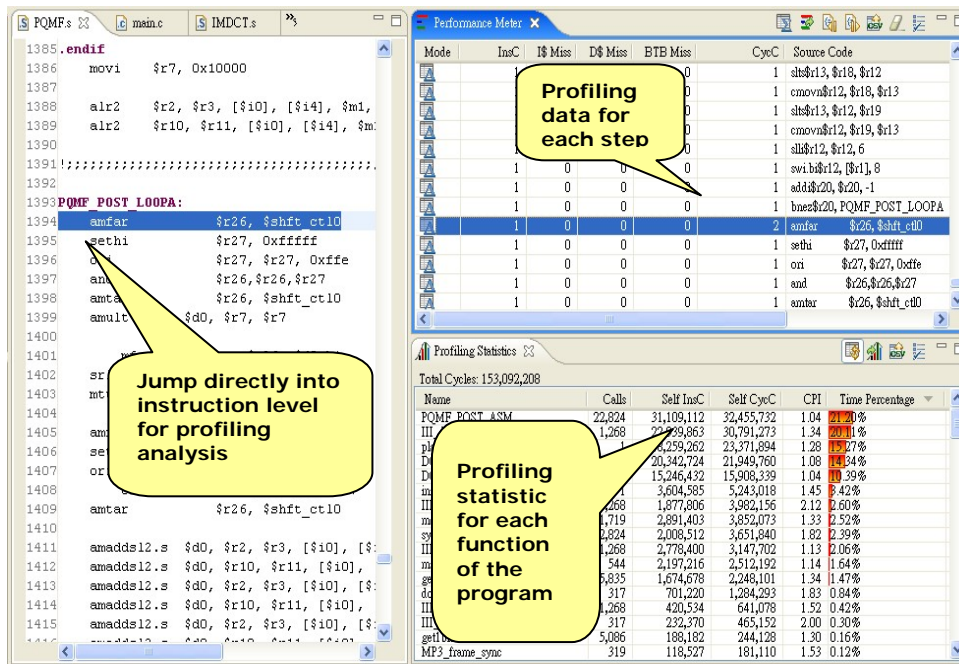 PQMF.s main.c IMDCT.s
1385 .endif
1386 movi $r7, 0x10000
1387
1388 alr2 $r2, $r3, [$i0], [$i4], $m1,
1389 alr2 $r10, $r11, [$i0], [$i4],
1390
1391 !;;;;;;;;;;;;;;;;;;;;;;;;;;;;;;;;;;;;;;
1392
1393 PQMF_POST_LOOPA:
1394 amfar $r26, $shft_ctl0
1395 sethi $r27, 0xfffff
1396 $r27, $r27, 0xffe
1397 $r26,$r26,$r27
1398 amta $r26, $shft_ctl0
1399 amult $d0, $r7, $r7
1400
1401
1402
1403
1405
1406
1407
1408
1409 amtar $r26, $shft_ctl0
1410
1411 amaddsl2.s $d0, $r2, $r3, [$i0],
1412 amaddsl2.s $d0, $r10, $r11, [$i0],
1413 amaddsl2.s $d0, $r2, $r3, [$i0],
1414 amaddsl2.s $d0, $r10, $r11, [$i0],
1415 amaddsl2.s $d0, $r2, $r3, [$i0],
Jump directly into
instruction level
for profiling
analysis
Performance Meter
Mode InsC I$ Miss D$ Miss BTB Miss CycC Source Code
1 slts$r13, $r18, $r12
1 cmovn$r12, $r18, $r13
1 slts$r13, $r12, $r19
1 cmovn$r12, $r19, $r13
1 slli$r12, $r12, 6
1 0 0 1 swi.bi$r12, [$r1], 8
1 0 0 1 addi$r20, $r20, -1
1 0 0 0 1 bnez$r20, PQMF_POST_LOOPA
1 0 0 0 2 amfar $r26, $shft_ctl0
1 0 0 0 1 sethi $r27, 0xfffff
1 0 0 0 1 ori $r27, $r27, 0xffe
1 0 0 0 1 and $r26,$r26,$r27
1 0 0 0 1 amtar $r26, $shft_ctl0
Profiling
data for
each step
Profiling Statistics
Total Cycles: 153,092,208
Name Calls Self InsC Self CycC CPI Time Percentage
PQMF_POST_ASM 22,824 31,109,112 32,455,732 1.04 21.20%
1,268 30,791,273 1.34 20.11%
23,371,894 1.28 15.27%
20,342,724 21,949,760 1.08 14.34%
15,246,432 15,908,339 1.04 10.39%
3,604,585 5,243,018 1.45 3.42%
1,877,806 3,982,156 2.12 2.60%
2,891,403 3,852,073 1.33 2.52%
2,008,512 3,651,840 1.82 2.39%
2,778,400 3,147,702 1.13 2.06%
544 2,197,216 2,512,192 1.14 1.64%
1,674,678 2,248,101 1.34 1.47%
317 701,220 1,284,293 1.83 0.84%
420,534 641,078 1.52 0.42%
317 232,370 465,152 2.00 0.30%
5,086 188,182 244,128 1.30 0.16%
MP3_frame_sync 319 118,527 181,110 1.53 0.12%
Profiling
statistic
for each
function
of the
program